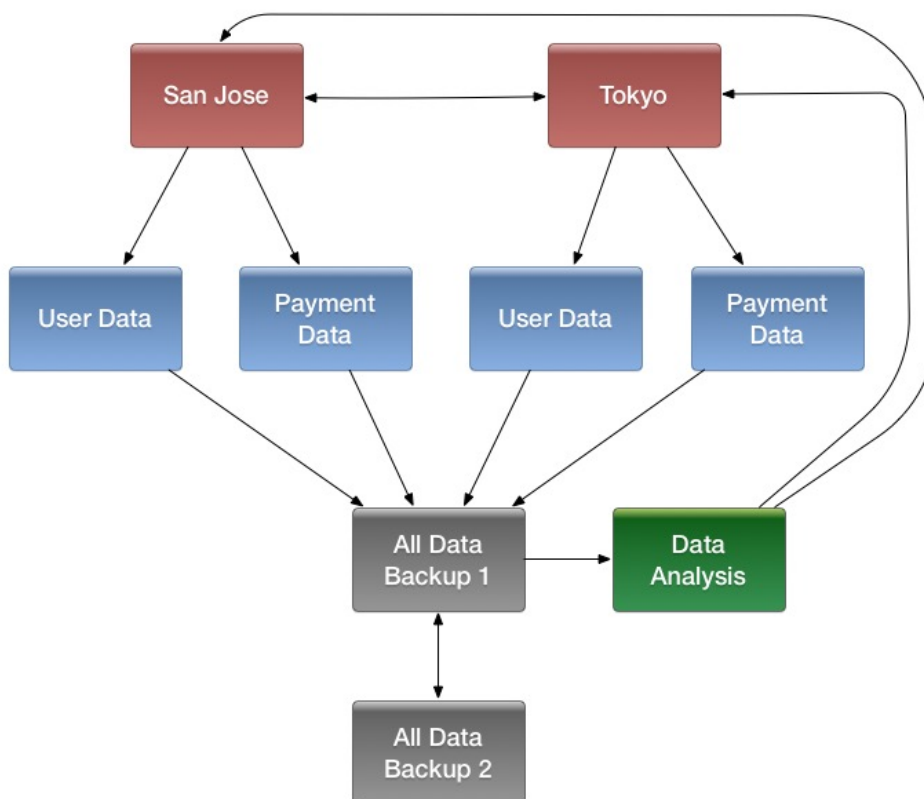 San Jose
Tokyo
User Data
Payment
Data
User Data
Payment
Data
All Data
Backup 1
Data
Analysis
All Data
Backup 2